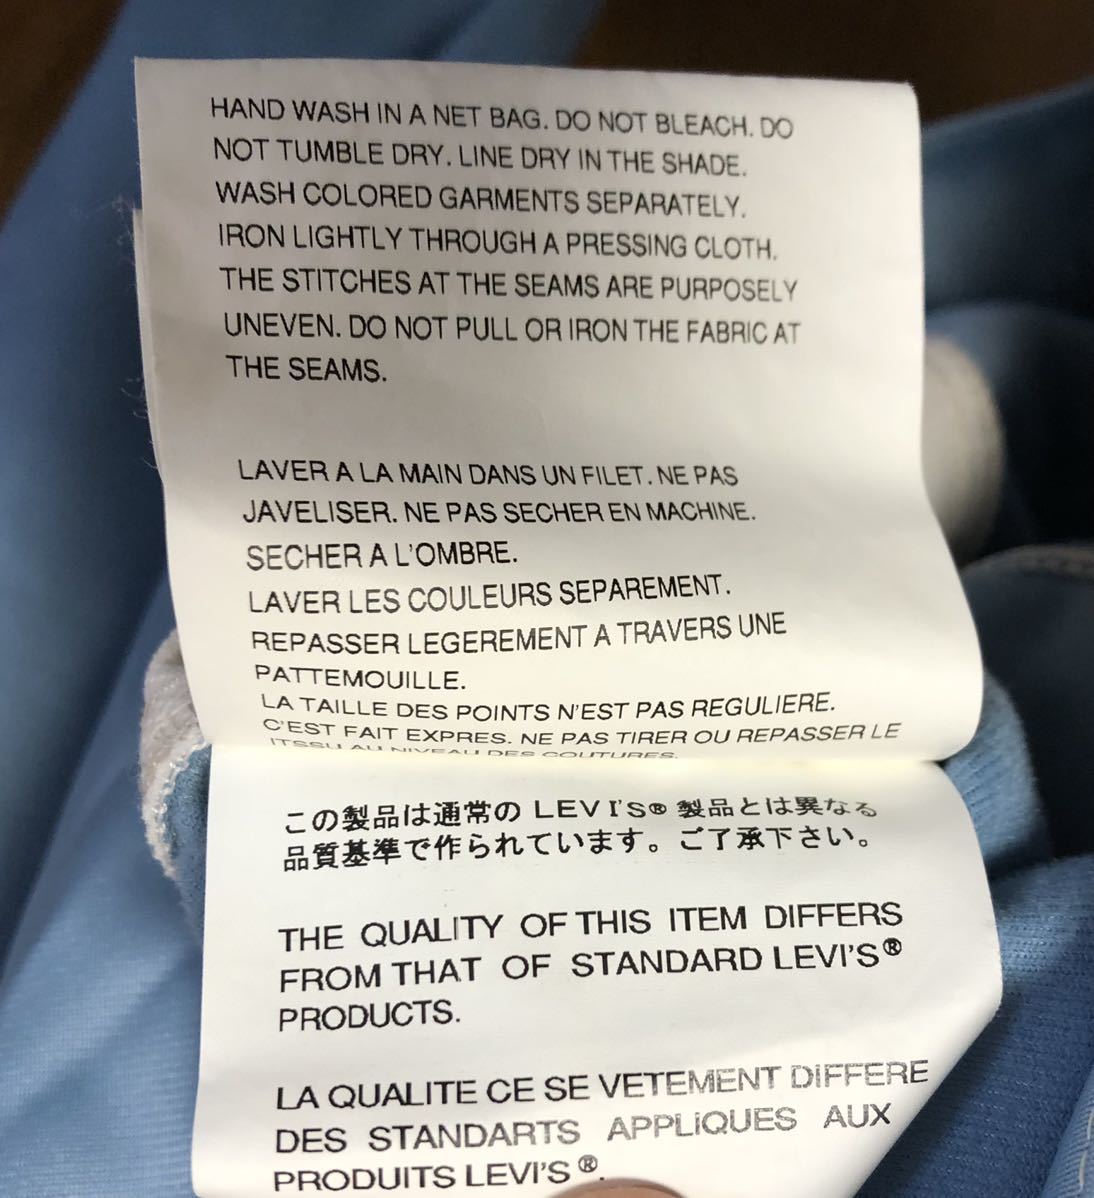 HAND WASH IN A NET BAG. DO NOT BLEACH. DO
NOT TUMBLE DRY. LINE DRY IN THE SHADE.
WASH COLORED GARMENTS SEPARATELY.
IRON LIGHTLY THROUGH A PRESSING CLOTH.
THE STITCHES AT THE SEAMS ARE PURPOSELY
UNEVEN. DO NOT PULL OR IRON THE FABRIC AT
THE SEAMS.
LAVER A LA MAIN DANS UN FILET. NE PAS
JAVELISER. NE PAS SECHER EN MACHINE.
SECHER A L'OMBRE.
LAVER LES COULEURS SEPAREMENT.
REPASSER LEGEREMENT A TRAVERS UNE
PATTEMOUILLE.
LA TAILLE DES POINTS N'EST PAS REGULIERE.
C'EST FAIT EXPRES. NE PAS TIRER OU REPASSER LE
ITSSU AU NIVEAU DES COUTURES.
この製品は通常の LEVI'S® 製品とは異なる
品質基準で作られています。ご了承下さい。
THE QUALITY OF THIS ITEM DIFFERS
FROM THAT OF STANDARD LEVI'S®
PRODUCTS.
LA QUALITE CE SE VETEMENT DIFFERE
DES STANDARTS APPLiQUES AUX
PRODUITS LEVI'S®.